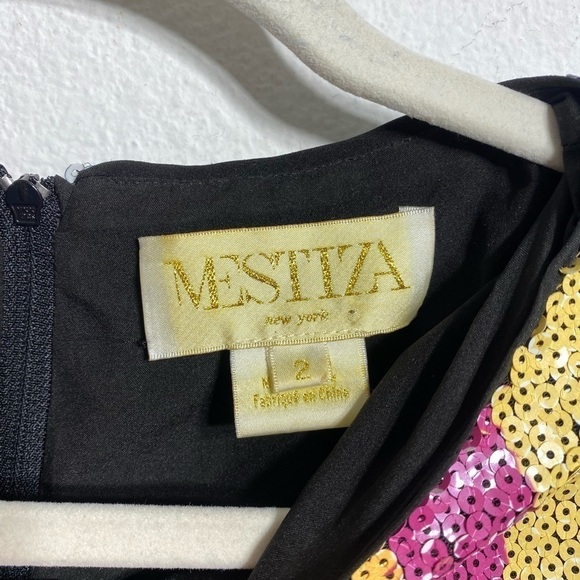 MESTIZA
new york
2
Fabriqué en Chine